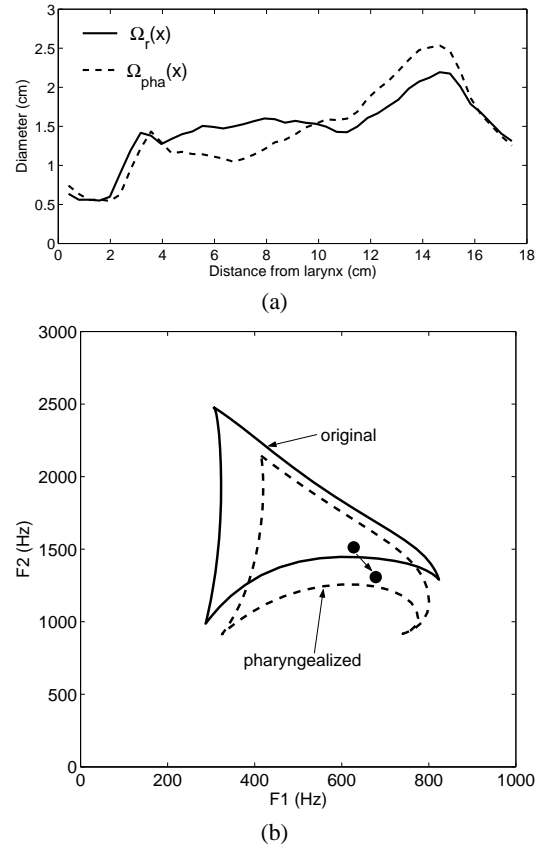 3
2.5
2
1.5
1
0.5
0
Diameter (cm)
Ω_r(x)
Ω_pha(x)
0 2 4 6 8 10 12 14 16 18
Distance from larynx (cm)
(a)
3000
2500
2000
1500
1000
500
0
F2 (Hz)
original
pharyngealized
0 200 400 600 800 1000
F1 (Hz)
(b)